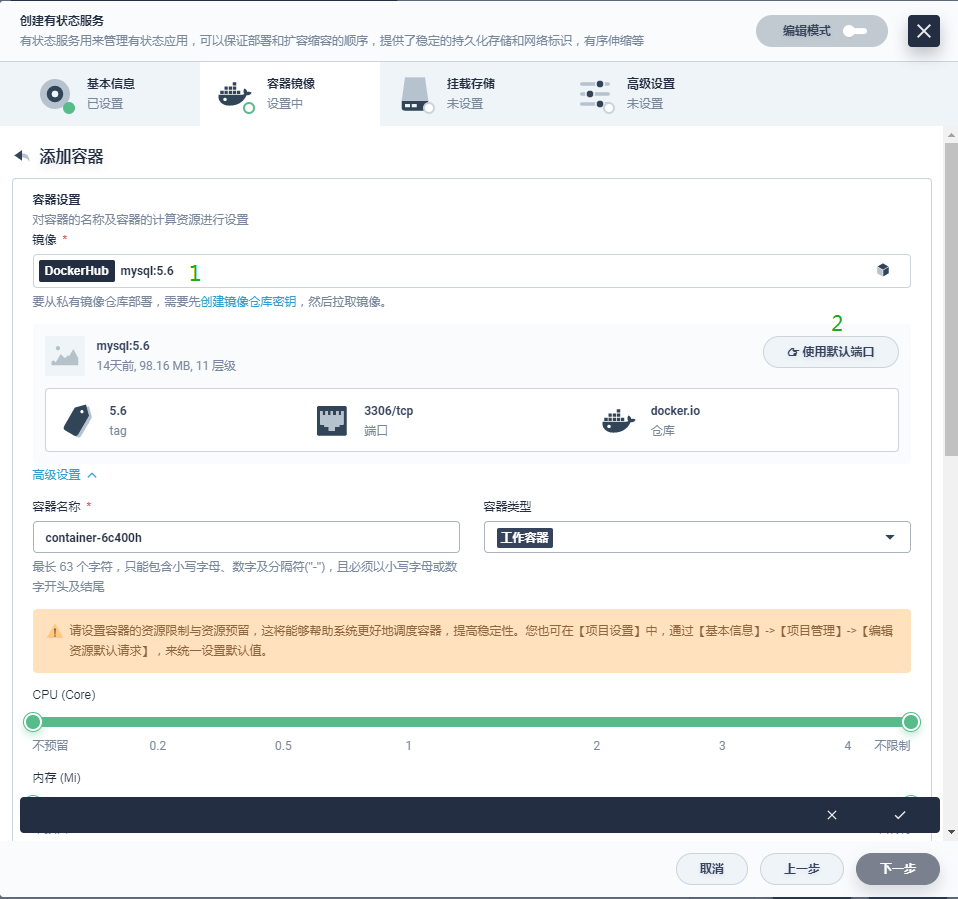 创建有状态服务
有状态服务用来管理有状态应用，可以保证部署和扩容缩容的顺序，提供了稳定的持久化存储和网络标识，有序伸缩等
编辑模式
基本信息
已设置
容器镜像
设置中
挂载存储
未设置
高级设置
未设置
添加容器
容器设置
对容器的名称及容器的计算资源进行设置
镜像 *
DockerHub mysql:5.6 1
要从私有镜像仓库部署，需要先创建镜像仓库密钥，然后拉取镜像。
2
mysql:5.6
14天前, 98.16 MB, 11 层级
使用默认端口
5.6
tag
3306/tcp
端口
docker.io
仓库
高级设置
容器名称 *
container-6c400h
最长 63 个字符，只能包含小写字母、数字及分隔符("-")，且必须以小写字母或数
字开头及结尾
容器类型
工作容器
请设置容器的资源限制与资源预留，这将能够帮助系统更好地调度容器，提高稳定性。您也可在【项目设置】中，通过【基本信息】->【项目管理】->【编辑
资源默认请求】，来统一设置默认值。
CPU (Core)
不预留 0.2 0.5 1 2 3 4 不限制
内存 (Mi)
取消 上一步 下一步